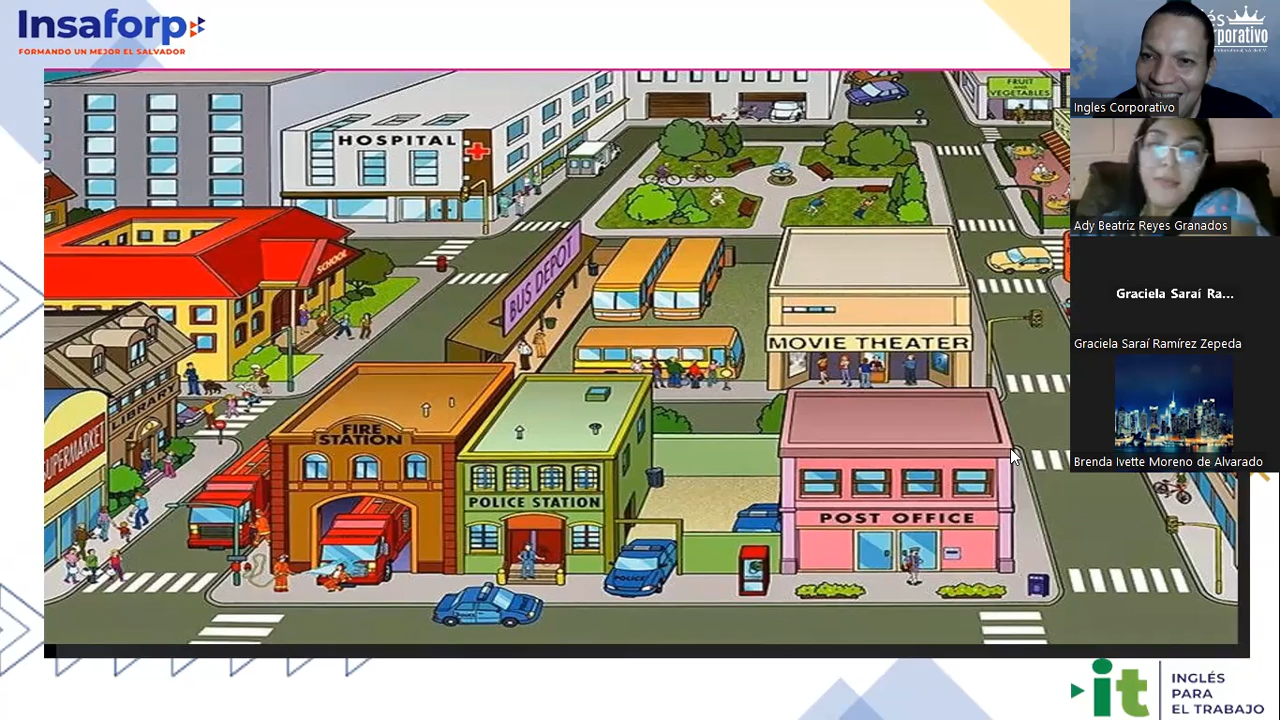 Insaforp
FORMANDO UN MEJOR EL SALVADOR
HOSPITAL
FRUIT
AND
VEGETABLES
SCHOOL
BUS DEPOT
MOVIE THEATER
LIBRARY
SUPERMARKET
FIRE
STATION
POLICE STATION
POLICE
POST OFFICE
Ingles Corporativo
Ady Beatriz Reyes Granados
Graciela Saraí Ra...
Graciela Saraí Ramírez Zepeda
Brenda Ivette Moreno de Alvarado
it
INGLÉS
PARA
EL TRABAJO